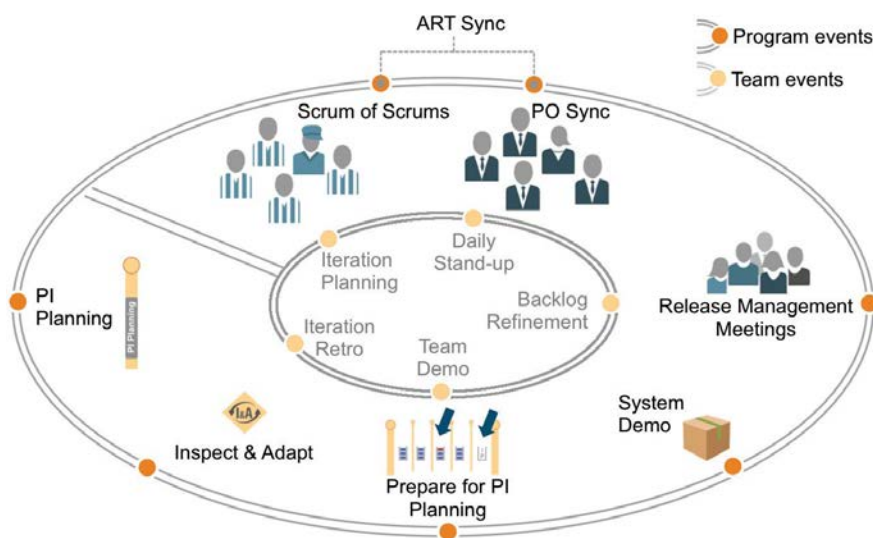 ART Sync
Program events
Team events
Scrum of Scrums
PO Sync
Iteration
Planning
Daily
Stand-up
Backlog
Refinement
Team
Demo
Iteration
Retro
Release Management
Meetings
System
Demo
Prepare for PI
Planning
I&A
Inspect & Adapt
PI
Planning
PI Planning